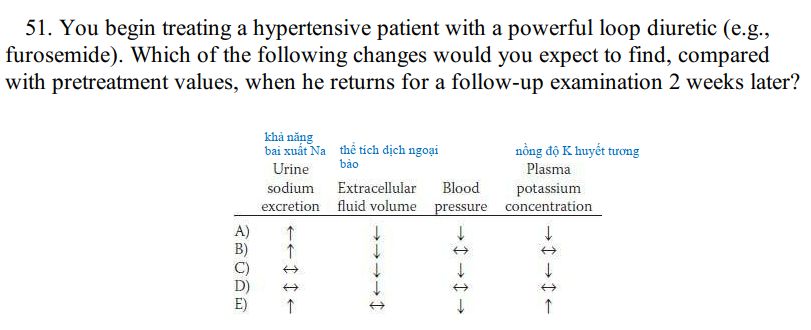 51. You begin treating a hypertensive patient with a powerful loop diuretic (e.g.,
furosemide). Which of the following changes would you expect to find, compared
with pretreatment values, when he returns for a follow-up examination 2 weeks later?
khả năng
bai xuất Na thể tích dịch ngoại nồng độ K huyết tương
bào
Urine Plasma
sodium Extracellular Blood potassium
excretion fluid volume pressure concentration
A) ↑ ↓ ↓ ↓
B) ↑ ↓ ↔ ↔
C) ↔ ↓ ↓ ↓
D) ↔ ↓ ↔ ↔
E) ↑ ↔ ↓ ↑